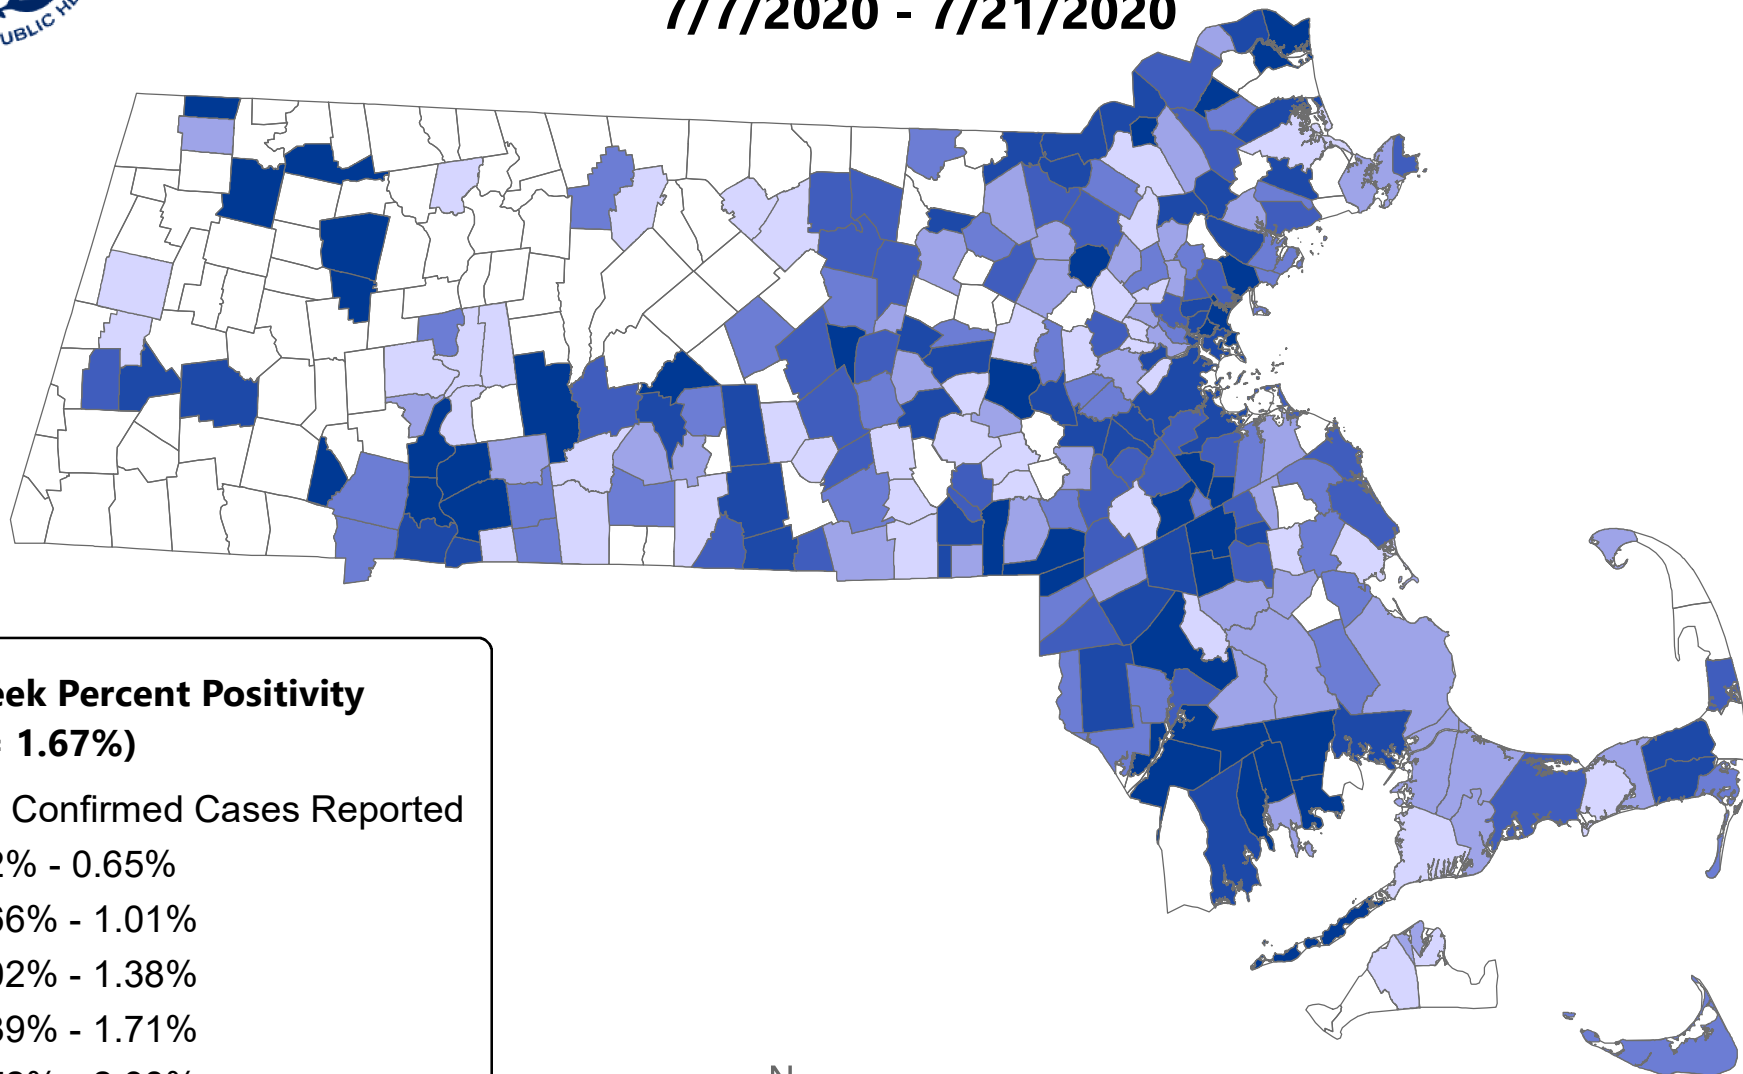 7/7/2020 - 7/21/2020
UBLIC HE
eek Percent Positivity
1.67%)
Confirmed Cases Reported
2% - 0.65%
66% - 1.01%
02% - 1.38%
39% - 1.71%
N